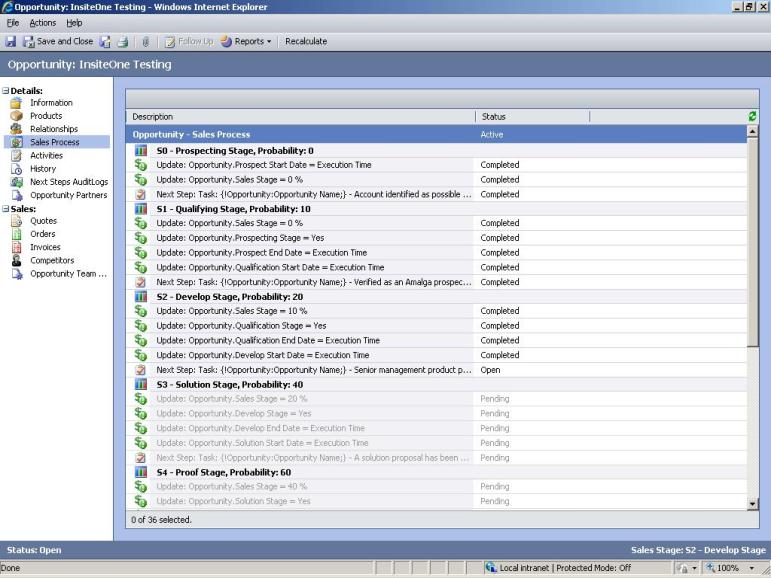 Opportunity: InsiteOne Testing - Windows Internet Explorer
File Actions Help
Save and Close Follow Up Reports Recalculate
Opportunity: InsiteOne Testing
Details:
Information
Products
Relationships
Sales Process
Activities
History
Next Steps AuditLogs
Opportunity Partners
Sales:
Quotes
Orders
Invoices
Competitors
Opportunity Team ...
Description Status
Opportunity - Sales Process Active
S0 - Prospecting Stage, Probability: 0
Update: Opportunity.Prospect Start Date = Execution Time Completed
Update: Opportunity.Sales Stage = 0 % Completed
Next Step: Task: {!Opportunity:Opportunity Name;} - Account identified as possible ... Completed
S1 - Qualifying Stage, Probability: 10
Update: Opportunity.Sales Stage = 0 % Completed
Update: Opportunity.Prospecting Stage = Yes Completed
Update: Opportunity.Prospect End Date = Execution Time Completed
Update: Opportunity.Qualification Start Date = Execution Time Completed
Next Step: Task: {!Opportunity:Opportunity Name;} - Verified as an Amalga prospec... Completed
S2 - Develop Stage, Probability: 20
Update: Opportunity.Sales Stage = 10 % Completed
Update: Opportunity.Qualification Stage = Yes Completed
Update: Opportunity.Qualification End Date = Execution Time Completed
Update: Opportunity.Develop Start Date = Execution Time Completed
Next Step: Task: {!Opportunity:Opportunity Name;} - Senior management product p... Open
S3 - Solution Stage, Probability: 40
Update: Opportunity.Sales Stage = 20 % Pending
Update: Opportunity.Develop Stage = Yes Pending
Update: Opportunity.Develop End Date = Execution Time Pending
Update: Opportunity.Solution Start Date = Execution Time Pending
Next Step: Task: {!Opportunity:Opportunity Name;} - A solution proposal has been ... Pending
S4 - Proof Stage, Probability: 60
Update: Opportunity.Sales Stage = 40 % Pending
Update: Opportunity.Solution Stage = Yes Pending
0 of 36 selected.
Status: Open Sales Stage: S2 - Develop Stage
Done Local intranet | Protected Mode: Off 100%